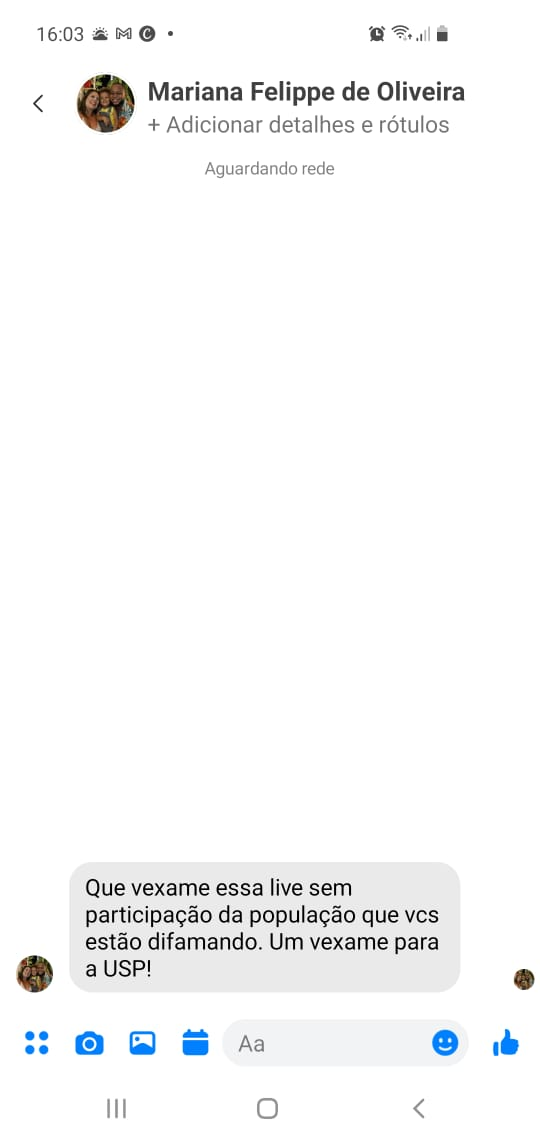 16:03
Mariana Felippe de Oliveira
+ Adicionar detalhes e rótulos
Aguardando rede
Que vexame essa live sem
participação da população que vcs
estão difamando. Um vexame para
a USP!
Aa